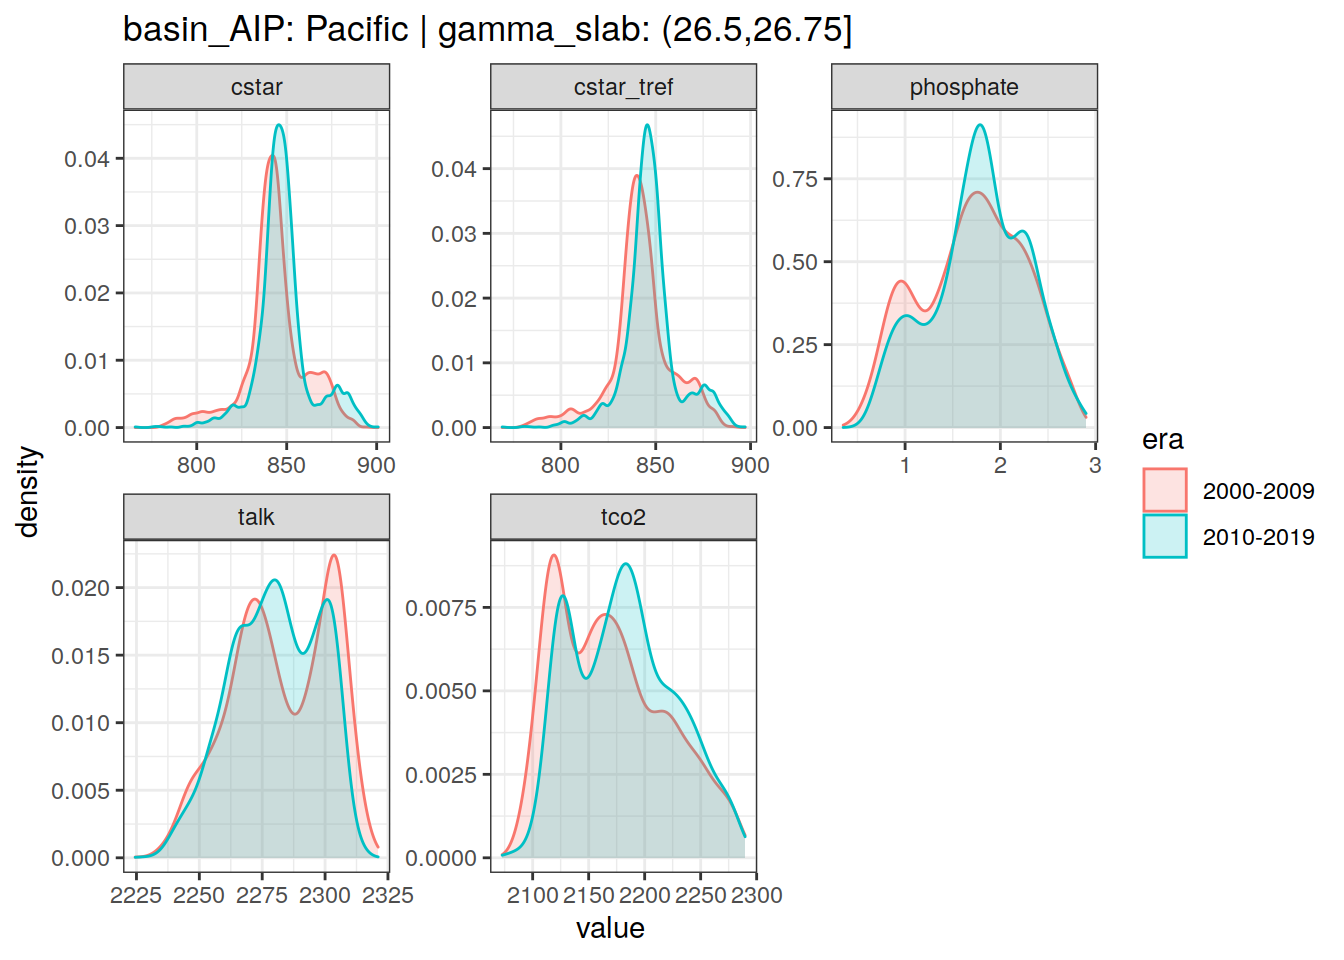 basin_AIP: Pacific | gamma_slab: (26.5,26.75]
cstar
cstar_tref
phosphate
0.04
0.03
0.02
0.01
0.00
800 850 900
0.04
0.03
0.02
0.01
0.00
800 850 900
0.75
0.50
0.25
0.00
1 2 3
talk
tco2
0.020
0.015
0.010
0.005
0.000
2225 2250 2275 2300 2325
0.0075
0.0050
0.0025
0.0000
2100 2150 2200 2250 2300
density
value
era
2000-2009
2010-2019